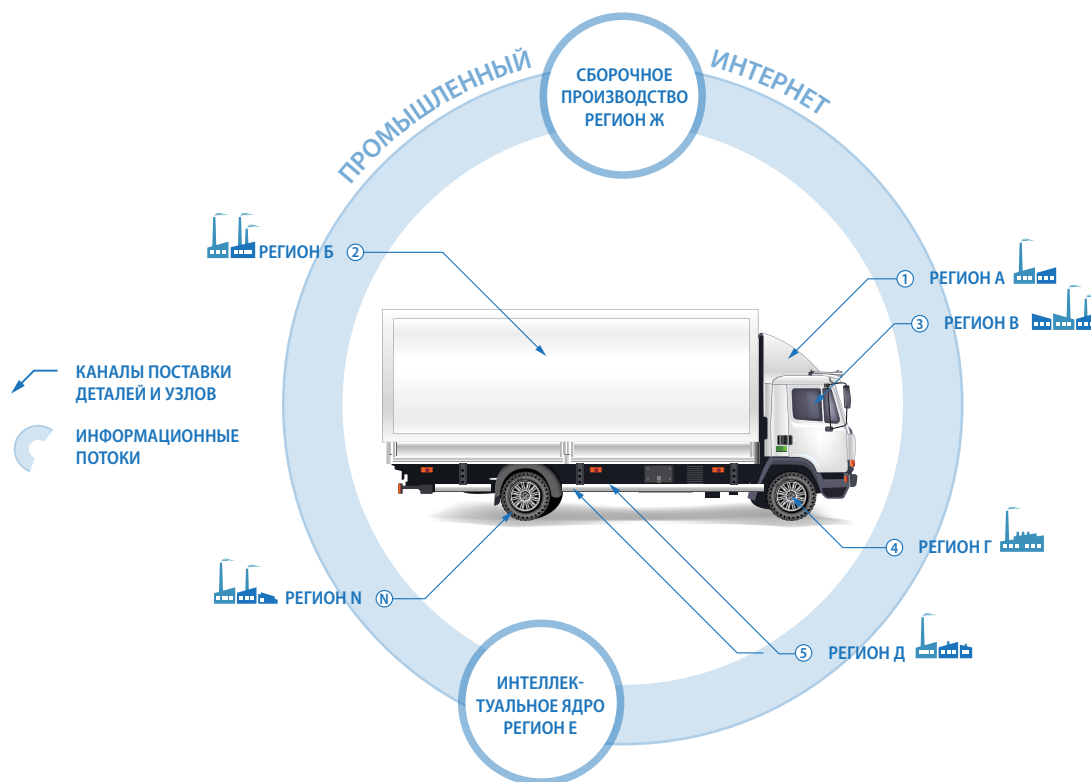 ПРОМЫШЛЕННЫЙ
ИНТЕРНЕТ
СБОРОЧНОЕ
ПРОИЗВОДСТВО
РЕГИОН Ж
РЕГИОН Б 2
1 РЕГИОН А
3 РЕГИОН В
КАНАЛЫ ПОСТАВКИ
ДЕТАЛЕЙ И УЗЛОВ
ИНФОРМАЦИОННЫЕ
ПОТОКИ
4 РЕГИОН Г
РЕГИОН N N
5 РЕГИОН Д
ИНТЕЛЛЕК-
ТУАЛЬНОЕ ЯДРО
РЕГИОН Е